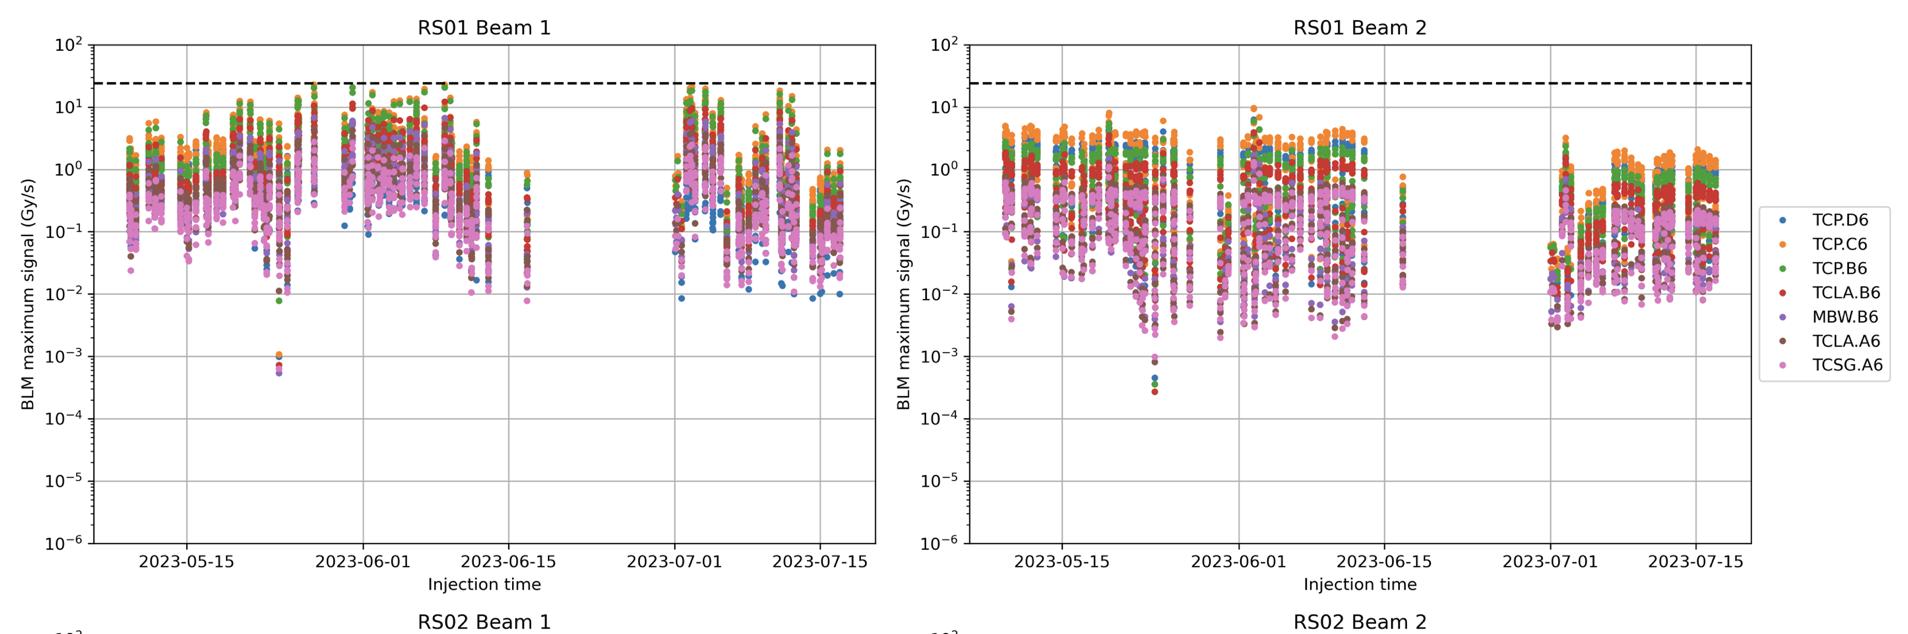 RS01 Beam 1
RS01 Beam 2
BLM maximum signal (Gy/s)
10²
10¹
10⁰
10⁻¹
10⁻²
10⁻³
10⁻⁴
10⁻⁵
10⁻⁶
2023-05-15 2023-06-01 2023-06-15 2023-07-01 2023-07-15
Injection time
BLM maximum signal (Gy/s)
10²
10¹
10⁰
10⁻¹
10⁻²
10⁻³
10⁻⁴
10⁻⁵
10⁻⁶
2023-05-15 2023-06-01 2023-06-15 2023-07-01 2023-07-15
Injection time
TCP.D6
TCP.C6
TCP.B6
TCLA.B6
MBW.B6
TCLA.A6
TCSG.A6
RS02 Beam 1
RS02 Beam 2